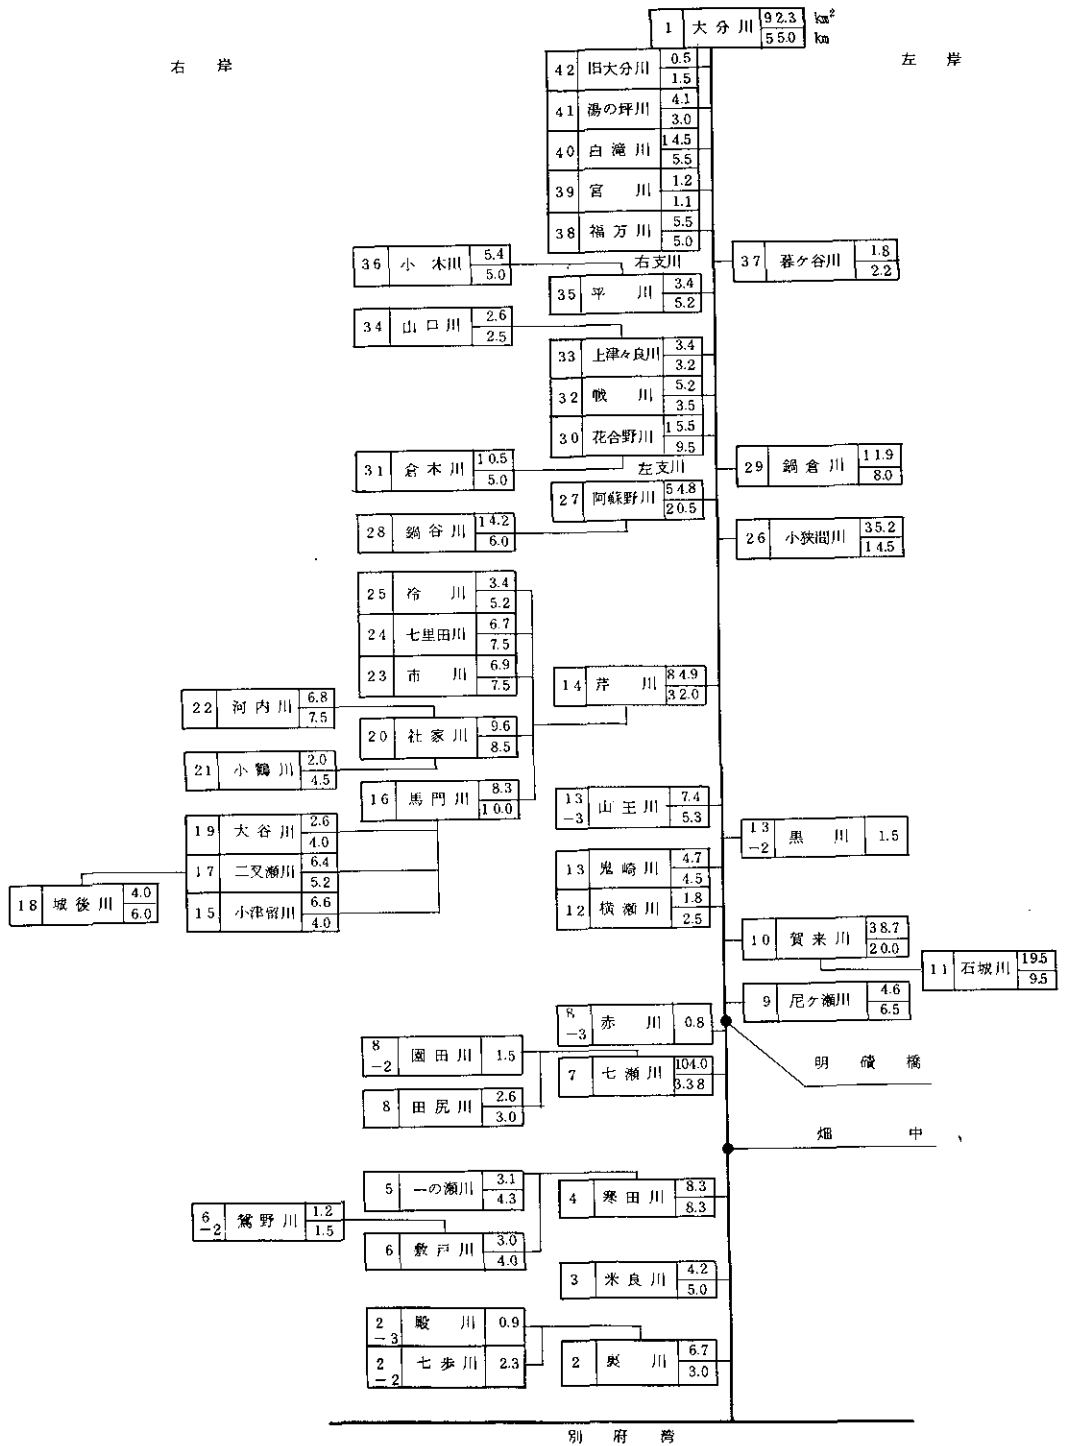 1 大分川 92.3 km²
55.0 km
右岸
左岸
42 旧大分川 0.5
1.5
41 湯の坪川 4.1
3.0
40 白滝川 14.5
5.5
39 宮川 1.2
1.1
38 福万川 5.5
5.0
36 小木川 5.4
5.0
右支川
37 暮ケ谷川 1.8
2.2
35 平川 3.4
5.2
34 山口川 2.6
2.5
33 上津々良川 3.4
3.2
32 戦川 5.2
3.5
30 花合野川 15.5
9.5
31 倉本川 10.5
5.0
左支川
29 鍋倉川 11.9
8.0
27 阿蘇野川 54.8
20.5
28 鍋谷川 14.2
6.0
26 小狭間川 35.2
14.5
25 冷川 3.4
5.2
24 七里田川 6.7
7.5
23 市川 6.9
7.5
14 芹川 84.9
32.0
22 河内川 6.8
7.5
20 社家川 9.6
8.5
21 小鶴川 2.0
4.5
16 馬門川 8.3
10.0
13-3 山王川 7.4
5.3
19 大谷川 2.6
4.0
13-2 黒川 1.5
17 二叉瀬川 6.4
5.2
13 鬼崎川 4.7
4.5
18 城後川 4.0
6.0
15 小津留川 6.6
4.0
12 横瀬川 1.8
2.5
10 賀来川 38.7
20.0
11 石城川 19.5
9.5
9 尼ケ瀬川 4.6
6.5
8-3 赤川 0.8
8-2 園田川 1.5
7 七瀬川 104.0
3.38
明磧橋
8 田尻川 2.6
3.0
畑中
5 一の瀬川 3.1
4.3
4 寒田川 8.3
8.3
6-2 鴛野川 1.2
1.5
6 敷戸川 3.0
4.0
3 米良川 4.2
5.0
2-3 殿川 0.9
2-2 七歩川 2.3
2 裏川 6.7
3.0
別府湾